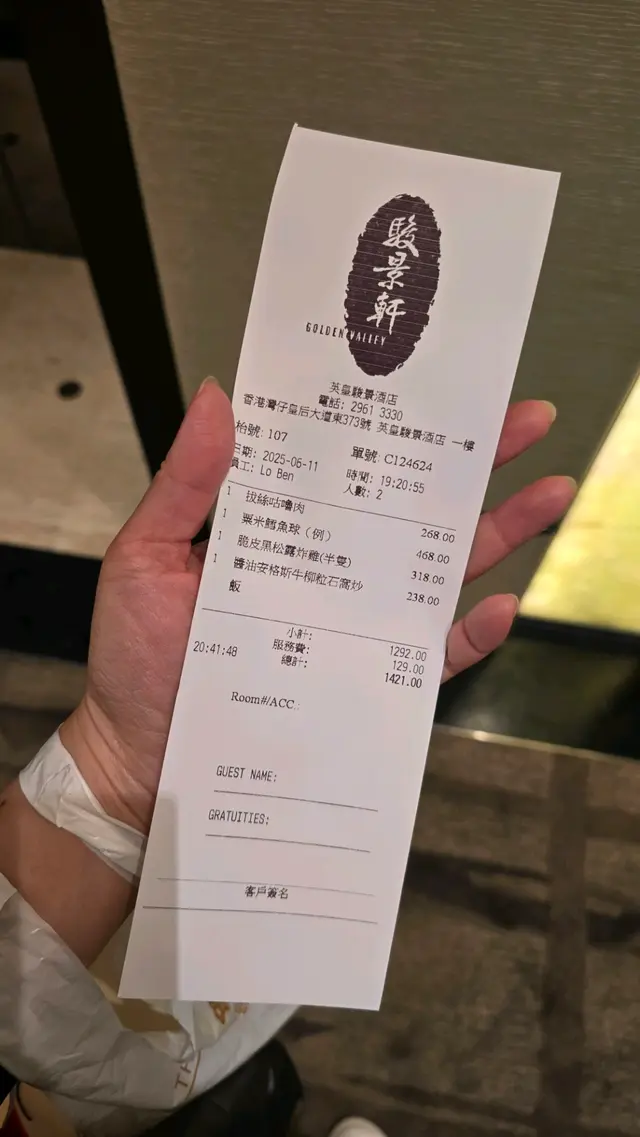 駿景軒
GOLDEN VALLEY
英皇駿景酒店
電話: 2961 3330
香港灣仔皇后大道東373號 英皇駿景酒店 一樓
枱號: 107 單號: C124624
日期: 2025-06-11 時間: 19:20:55
員工: Lo Ben 人數: 2
1 拔絲咕嚕肉 268.00
1 粟米鱈魚球（例） 468.00
1 脆皮黑松露炸雞(半隻) 318.00
1 醬油安格斯牛柳粒石窩炒飯 238.00
小計: 1292.00
20:41:48 服務費: 129.00
總計: 1421.00
Room#/ACC.:
GUEST NAME:
GRATUITIES:
客戶簽名